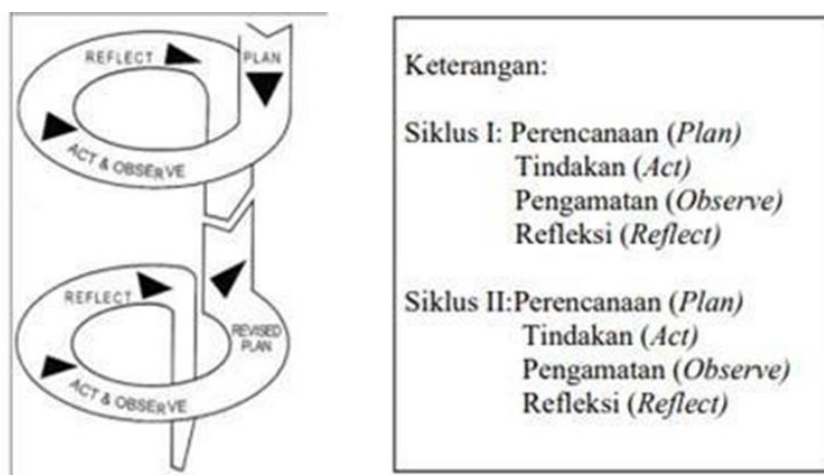 REFLECT
PLAN
ACT & OBSERVE
REFLECT
REVISED
PLAN
ACT & OBSERVE
Keterangan:
Siklus I: Perencanaan (Plan)
Tindakan (Act)
Pengamatan (Observe)
Refleksi (Reflect)
Siklus II:Perencanaan (Plan)
Tindakan (Act)
Pengamatan (Observe)
Refleksi (Reflect)